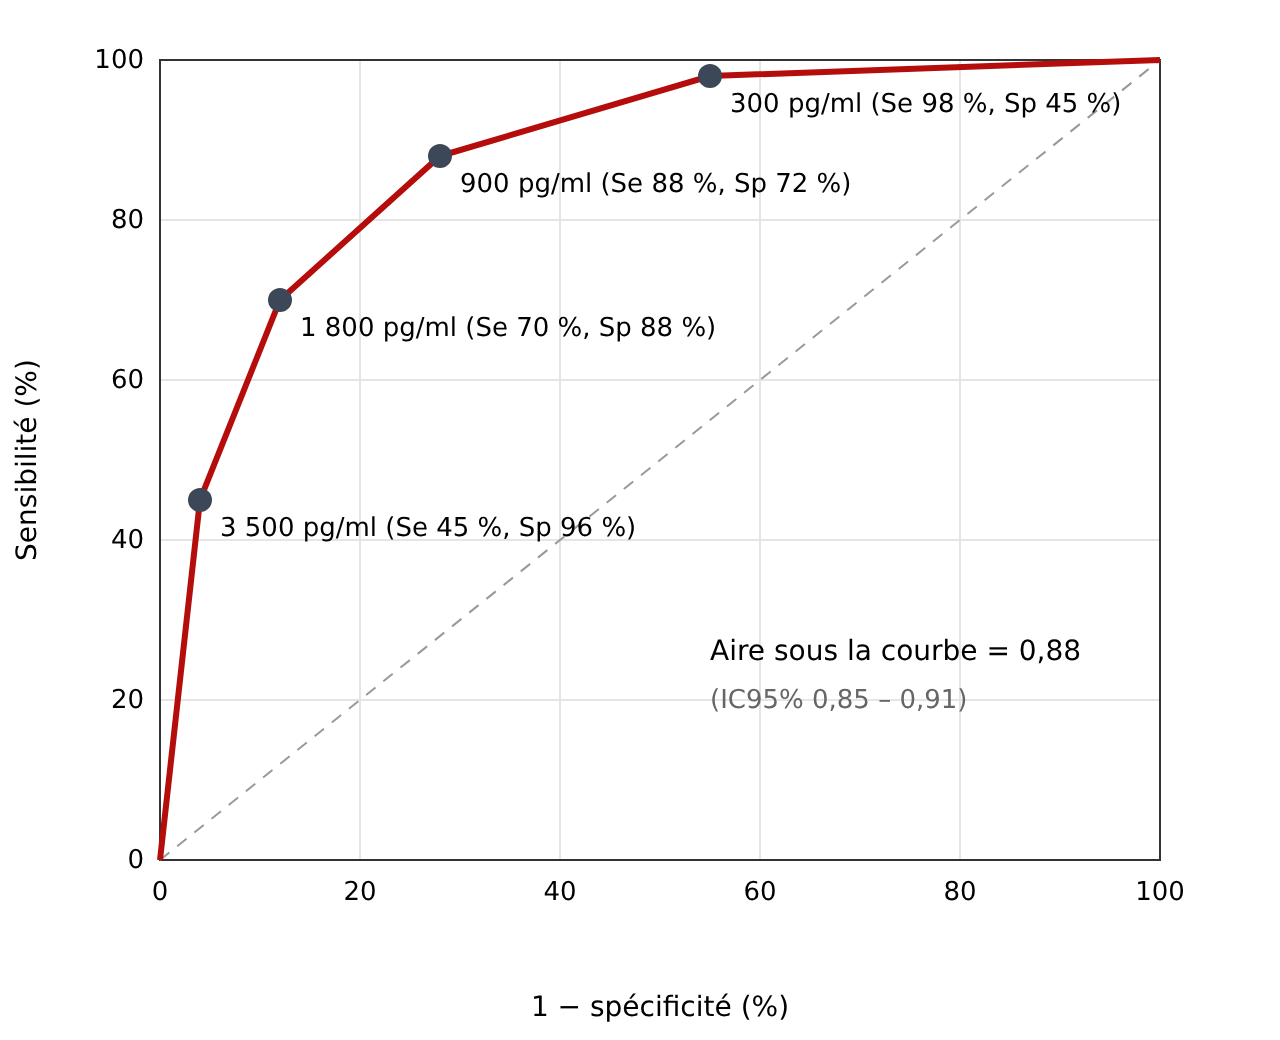 100
300 pg/ml (Se 98 %, Sp 45 %)
900 pg/ml (Se 88 %, Sp 72 %)
80
1 800 pg/ml (Se 70 %, Sp 88 %)
60
Sensibilité (%)
3 500 pg/ml (Se 45 %, Sp 96 %)
40
Aire sous la courbe = 0,88
(IC95% 0,85 – 0,91)
20
0
0 20 40 60 80 100
1 − spécificité (%)